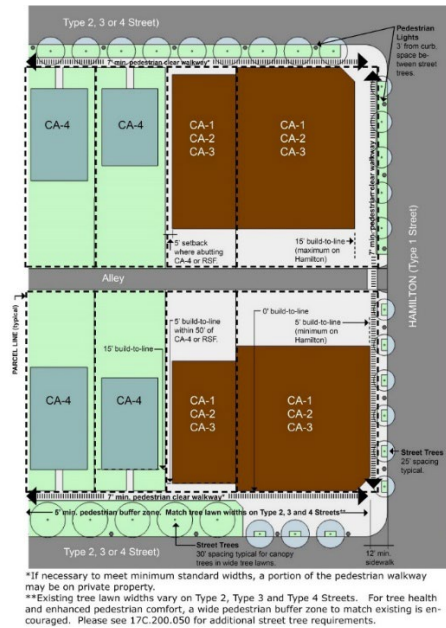 Type 2, 3 or 4 Street)
Pedestrian
Lights
3' from curb.
space be-
tween street
trees.
7' min. pedestrian clear walkway*
CA-4
CA-4
CA-1
CA-2
CA-3
CA-1
CA-2
CA-3
7' min. pedestrian clear walkway*
HAMILTON (Type 1 Street)
5' setback
where abutting
CA-4 or RSF.
15' build-to-line
(maximum on
Hamilton)
Alley
PARCEL LINE (typical)
5' build-to-line
within 50' of
CA-4 or RSF.
0' build-to-line
5' build-to-line
(minimum on
Hamilton)
15' build-to-line
CA-4
CA-4
CA-1
CA-2
CA-3
CA-1
CA-2
CA-3
Street Trees
25' spacing
typical.
7' min. pedestrian clear walkway*
5' min. pedestrian buffer zone. Match tree lawn widths on Type 2, 3 and 4 Streets**
Street Trees
30' spacing typical for canopy
trees in wide tree lawns.
12' min.
sidewalk
Type 2, 3 or 4 Street)
*If necessary to meet minimum standard widths, a portion of the pedestrian walkway
may be on private property.
**Existing tree lawn widths vary on Type 2, Type 3 and Type 4 Streets. For tree health
and enhanced pedestrian comfort, a wide pedestrian buffer zone to match existing is en-
couraged. Please see 17C.200.050 for additional street tree requirements.